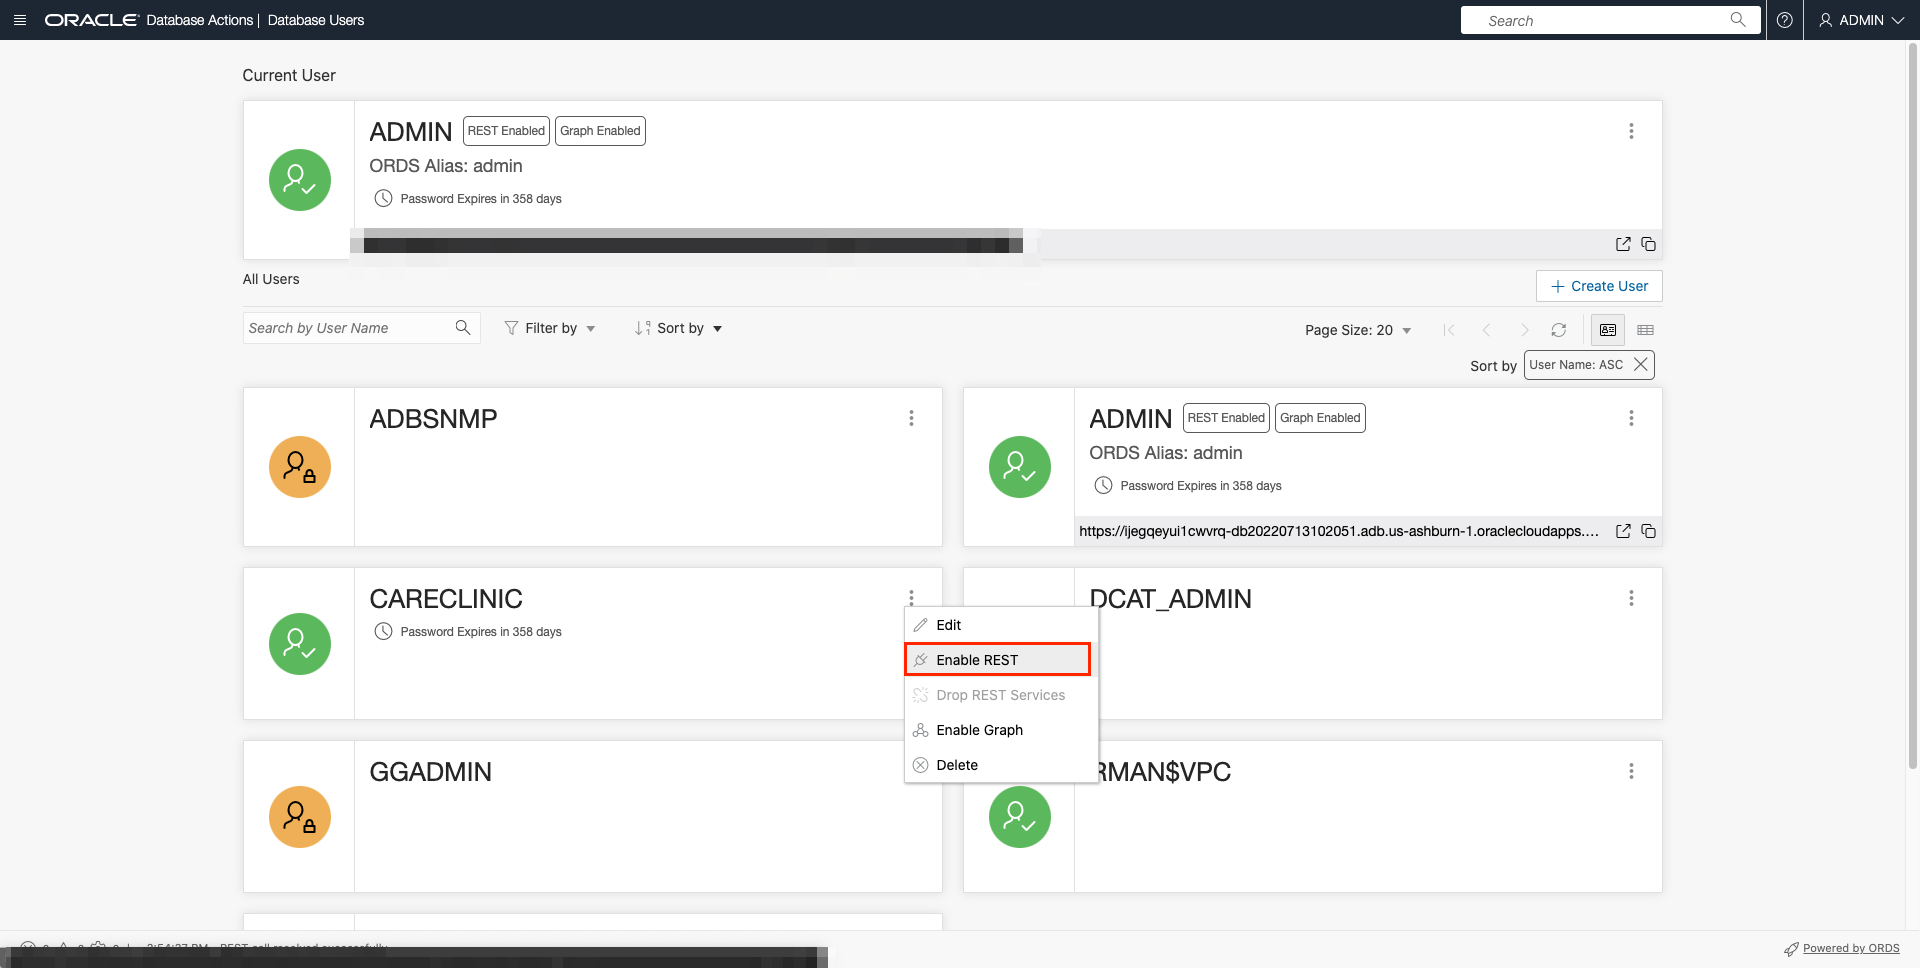 ORACLE Database Actions | Database Users
Search
ADMIN
Current User
ADMIN REST Enabled Graph Enabled
ORDS Alias: admin
Password Expires in 358 days
All Users
Create User
Search by User Name
Filter by
Sort by
Page Size: 20
Sort by User Name: ASC
ADBSNMP
ADMIN REST Enabled Graph Enabled
ORDS Alias: admin
Password Expires in 358 days
https://ijegqeyui1cwvrq-db20220713102051.adb.us-ashburn-1.oraclecloudapps....
CARECLINIC
Password Expires in 358 days
DCAT_ADMIN
Edit
Enable REST
Drop REST Services
Enable Graph
Delete
GGADMIN
RMAN$VPC
Powered by ORDS